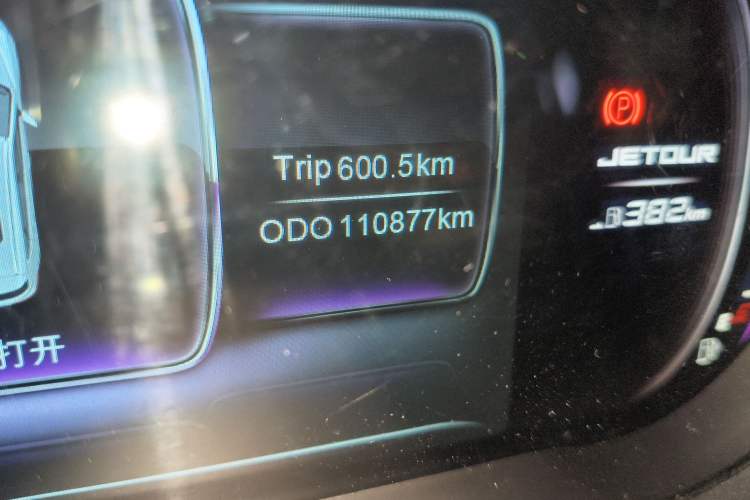 Trip 600.5km
ODO 110877km
打开
P
JETOUR
382km